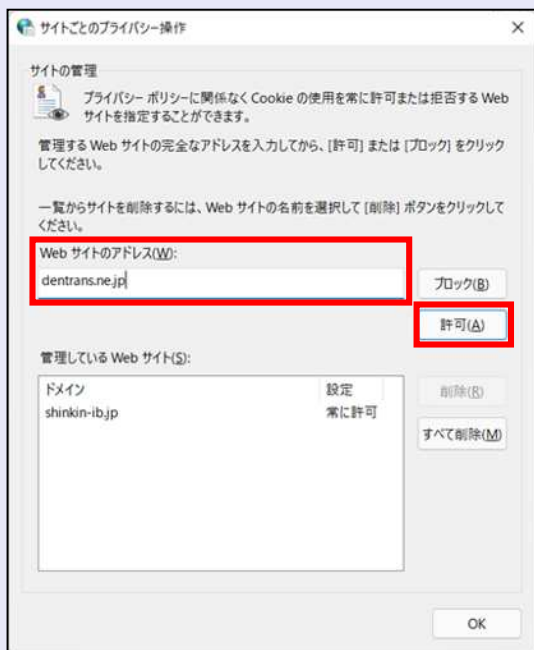 サイトごとのプライバシー操作
サイトの管理
プライバシー ポリシーに関係なく Cookie の使用を常に許可または拒否する Web
サイトを指定することができます。
管理する Web サイトの完全なアドレスを入力してから、[許可] または [ブロック] をクリック
してください。
一覧からサイトを削除するには、Web サイトの名前を選択して [削除] ボタンをクリックして
ください。
Web サイトのアドレス(W):
dentrans.ne.jp
ブロック(B)
許可(A)
管理している Web サイト(S):
ドメイン 設定
shinkin-ib.jp 常に許可
削除(R)
すべて削除(M)
OK